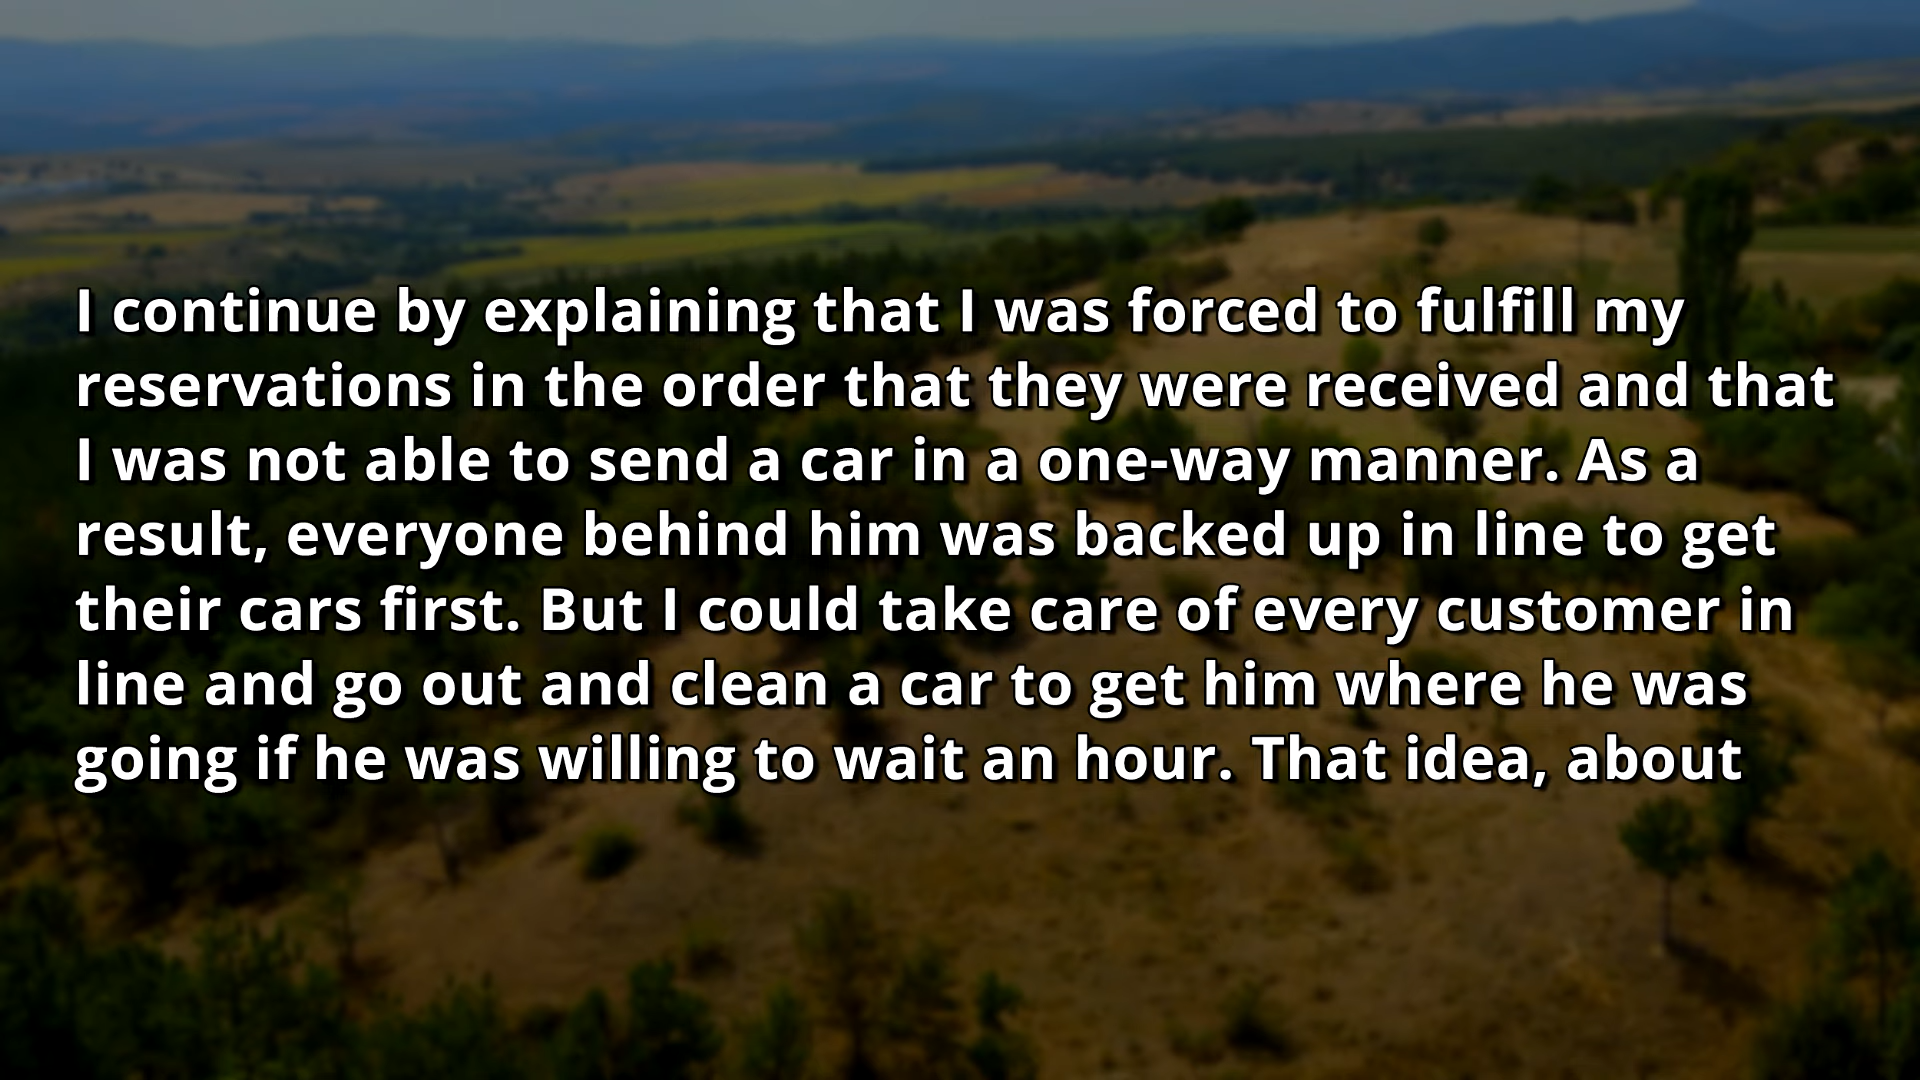 I continue by explaining that I was forced to fulfill my
reservations in the order that they were received and that
I was not able to send a car in a one-way manner. As a
result, everyone behind him was backed up in line to get
their cars first. But I could take care of every customer in
line and go out and clean a car to get him where he was
going if he was willing to wait an hour. That idea, about